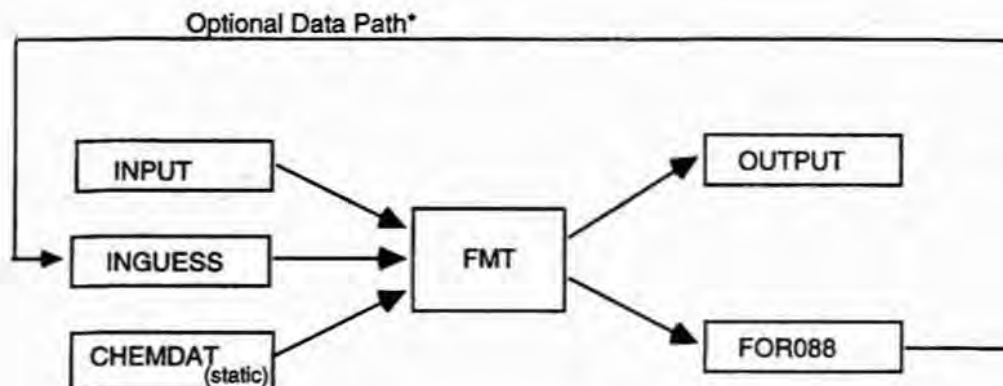 Optional Data Path*
INPUT
OUTPUT
INGUESS
FMT
CHEMDAT
(static)
FOR088